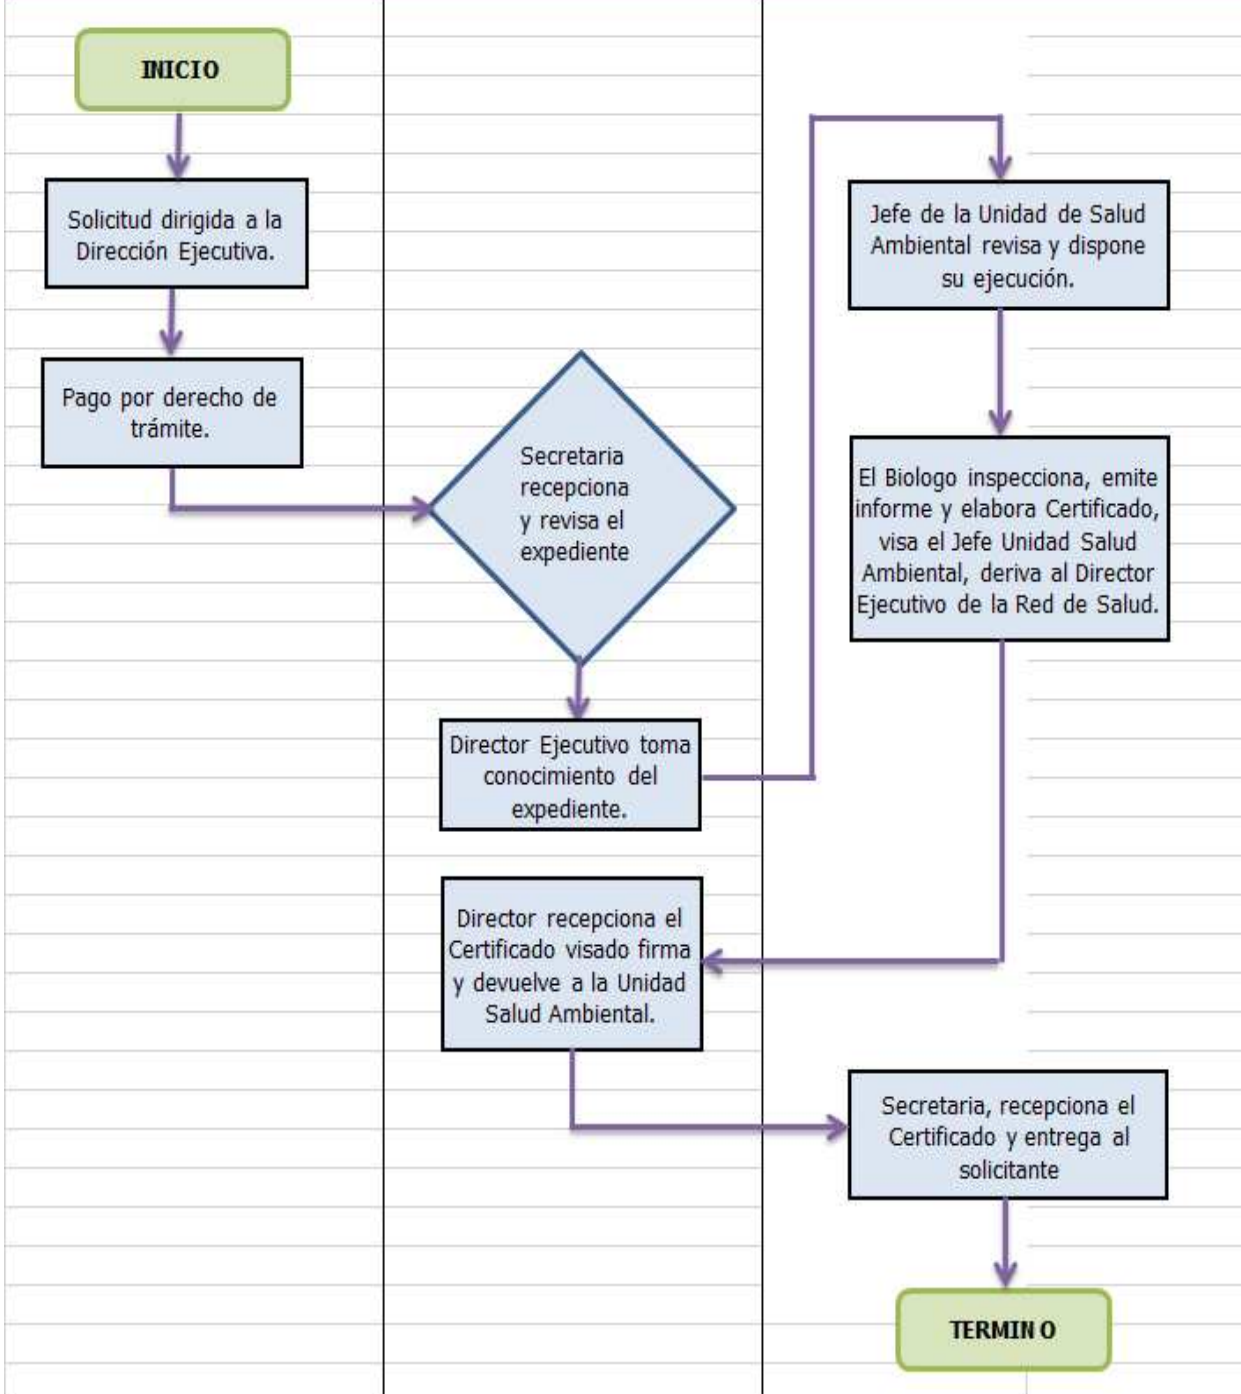 INICIO
Solicitud dirigida a la
Dirección Ejecutiva.
Pago por derecho de
trámite.
Secretaria
recepciona
y revisa el
expediente
Director Ejecutivo toma
conocimiento del
expediente.
Jefe de la Unidad de Salud
Ambiental revisa y dispone
su ejecución.
El Biologo inspecciona, emite
informe y elabora Certificado,
visa el Jefe Unidad Salud
Ambiental, deriva al Director
Ejecutivo de la Red de Salud.
Director recepciona el
Certificado visado firma
y devuelve a la Unidad
Salud Ambiental.
Secretaria, recepciona el
Certificado y entrega al
solicitante
TERMINO